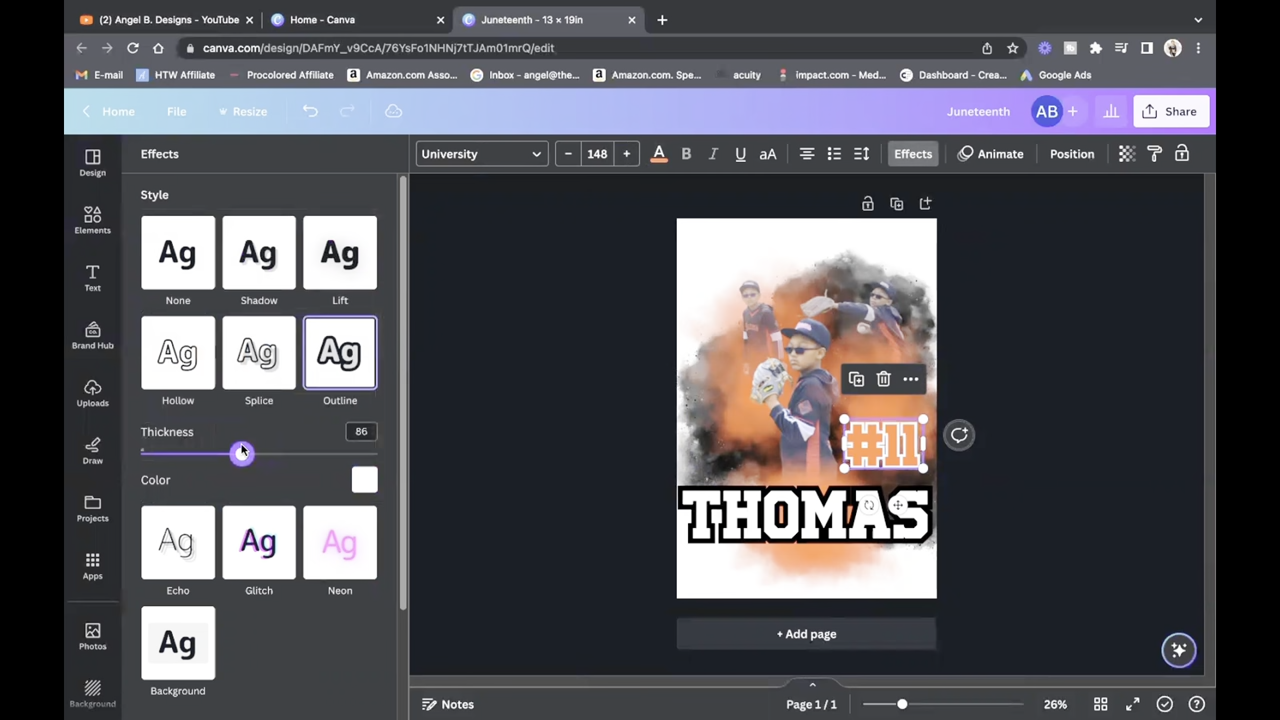 (2) Angel B. Designs - YouTube
Home - Canva
Juneteenth - 13 × 19in
canva.com/design/DAFmY_v9CcA/76YsFo1NHNj7tTJAm01mrQ/edit
E-mail
HTW Affiliate
Procolored Affiliate
Amazon.com Asso...
Inbox - angel@the...
Amazon.com. Spe...
acuity
impact.com - Med...
Dashboard - Crea...
Google Ads
Home
File
Resize
Juneteenth
AB
Share
Design
Elements
Text
Brand Hub
Uploads
Draw
Projects
Apps
Photos
Background
Effects
University
148
A
B
I
U
aA
Effects
Animate
Position
Style
Ag
Ag
Ag
None
Shadow
Lift
Ag
Ag
Ag
Hollow
Splice
Outline
Thickness
86
Color
Ag
Ag
Ag
Echo
Glitch
Neon
Ag
Background
#11
THOMAS
+ Add page
Notes
Page 1 / 1
26%